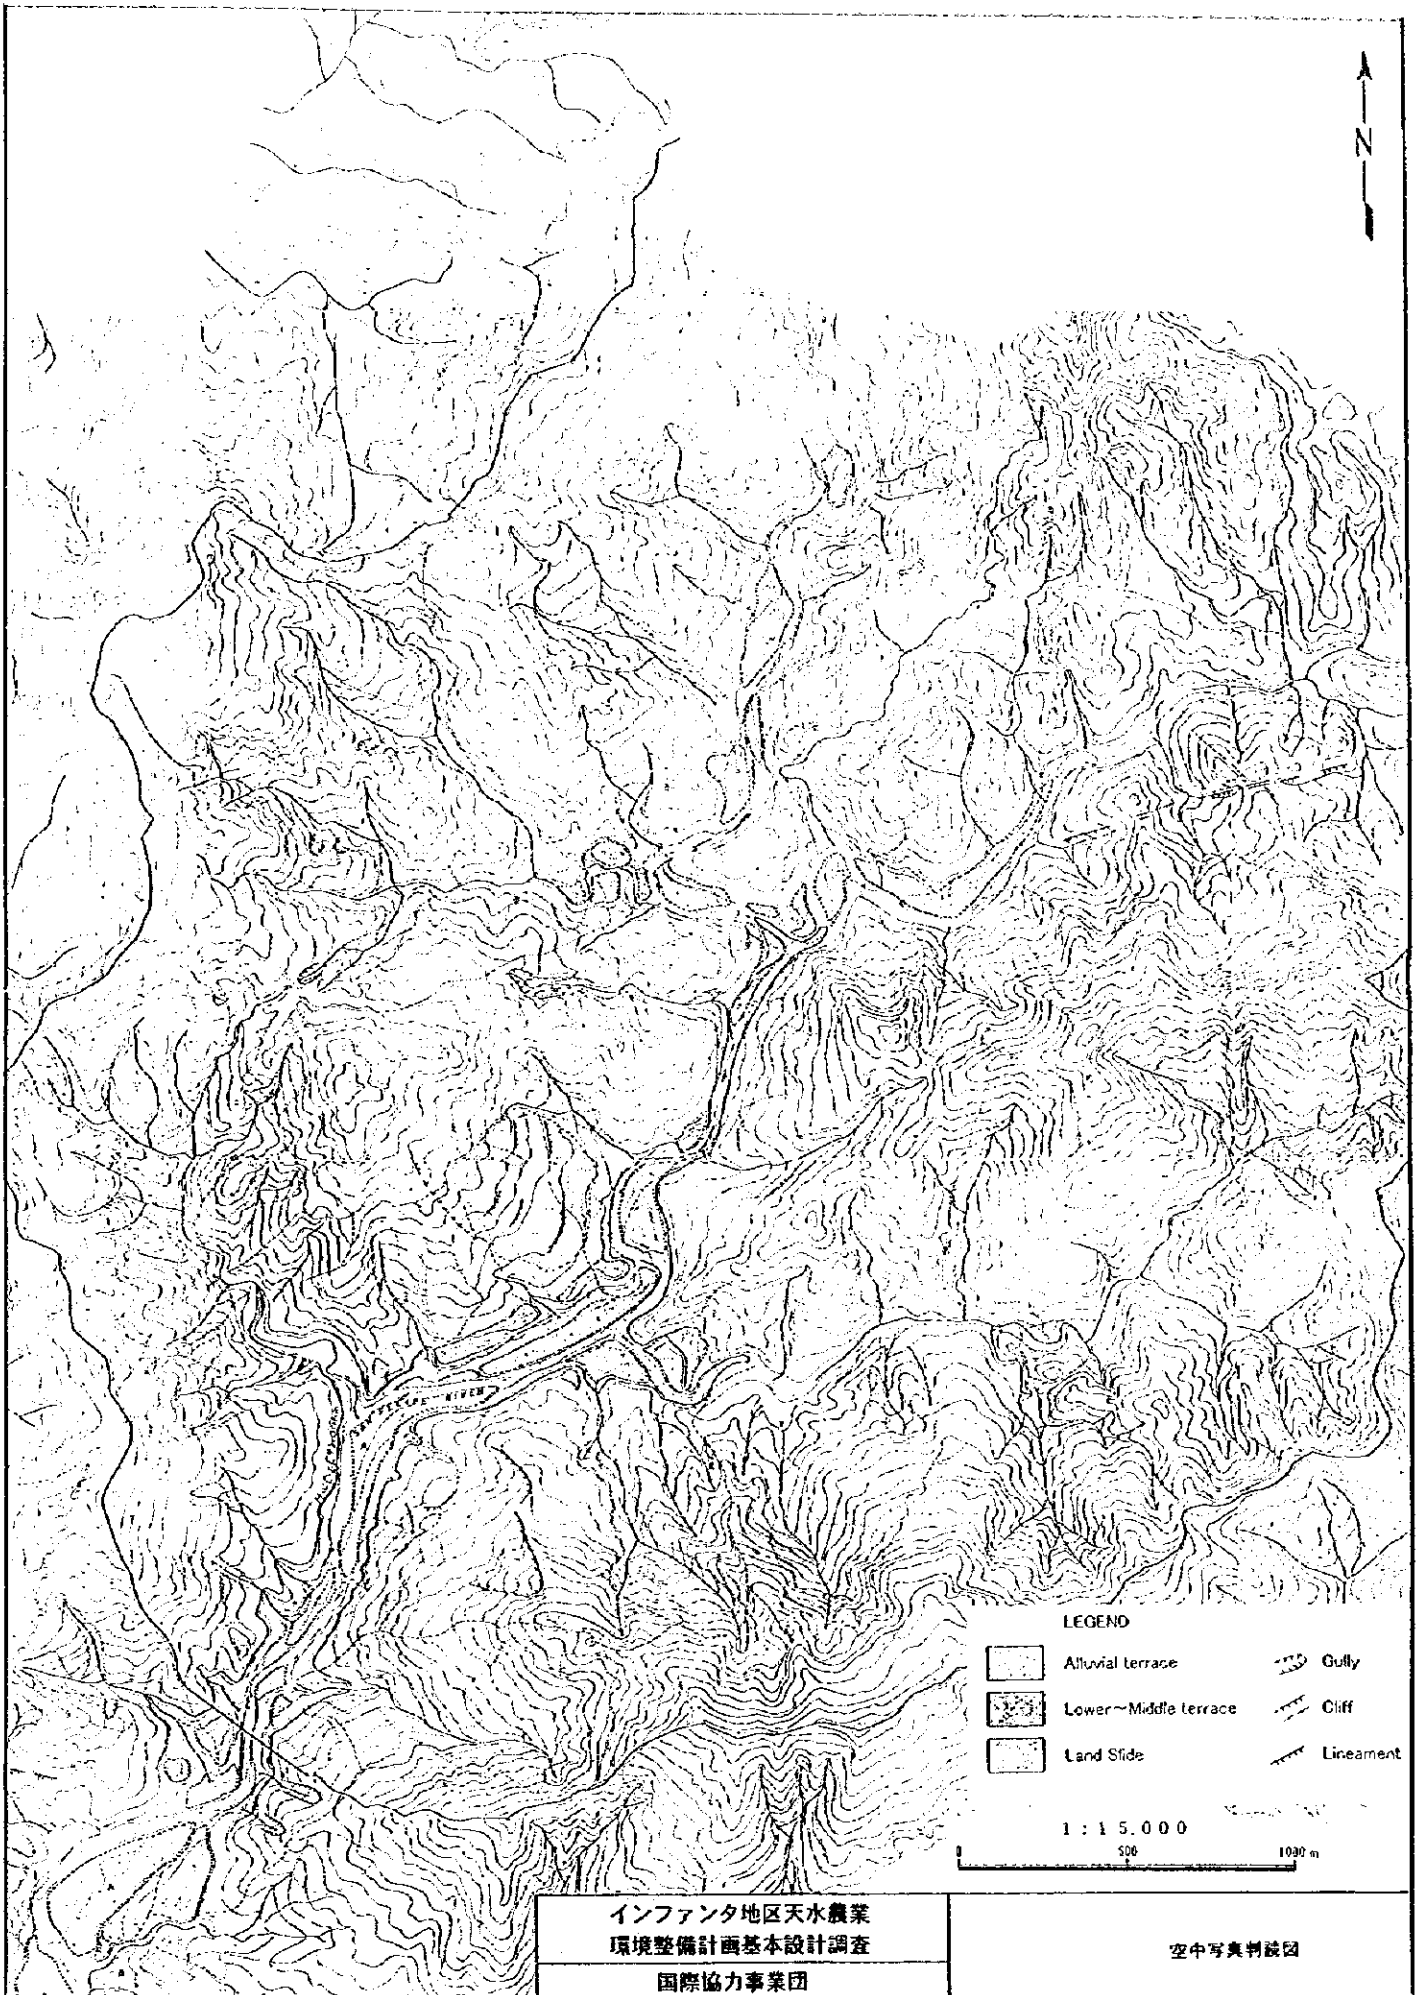 N
RIVER
LEGEND
Alluvial terrace
Gully
Lower~Middle terrace
Cliff
Land Slide
Lineament
1 : 1 5.0 0 0
0 500 1000 m
インファンタ地区天水農業
環境整備計画基本設計調査
国際協力事業団
空中写真判読図